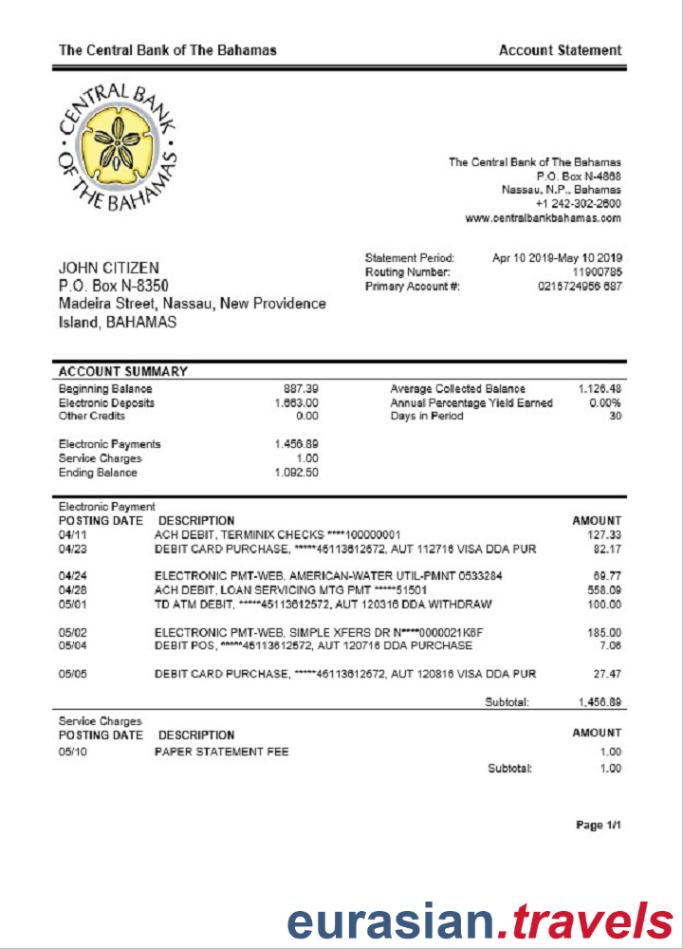 The Central Bank of The Bahamas Account Statement
CENTRAL BANK OF THE BAHAMAS
The Central Bank of The Bahamas
P.O. Box N-4868
Nassau, N.P., Bahamas
+1 242-302-2600
www.centralbankbahamas.com
JOHN CITIZEN
P.O. Box N-8350
Madeira Street, Nassau, New Providence
Island, BAHAMAS
Statement Period: Apr 10 2019-May 10 2019
Routing Number: 11900785
Primary Account #: 0215724956 687
ACCOUNT SUMMARY
Beginning Balance 887.39 Average Collected Balance 1.126.48
Electronic Deposits 1.663.00 Annual Percentage Yield Earned 0.00%
Other Credits 0.00 Days in Period 30
Electronic Payments 1.456.89
Service Charges 1.00
Ending Balance 1.092.50
Electronic Payment
POSTING DATE DESCRIPTION AMOUNT
04/11 ACH DEBIT, TERMINIX CHECKS ****100000001 127.33
04/23 DEBIT CARD PURCHASE, *****45113612572, AUT 112716 VISA DDA PUR 82.17
04/24 ELECTRONIC PMT-WEB, AMERICAN-WATER UTIL-PMNT 0533284 69.77
04/28 ACH DEBIT, LOAN SERVICING MTG PMT *****51501 558.09
05/01 TD ATM DEBIT, *****45113612572, AUT 120316 DDA WITHDRAW 100.00
05/02 ELECTRONIC PMT-WEB, SIMPLE XFERS DR N****0000021K6F 185.00
05/04 DEBIT POS, *****45113612572, AUT 120716 DDA PURCHASE 7.06
05/05 DEBIT CARD PURCHASE, *****45113612572, AUT 120816 VISA DDA PUR 27.47
Subtotal: 1,456.89
Service Charges
POSTING DATE DESCRIPTION AMOUNT
05/10 PAPER STATEMENT FEE 1.00
Subtotal: 1.00
Page 1/1
eurasian.travels